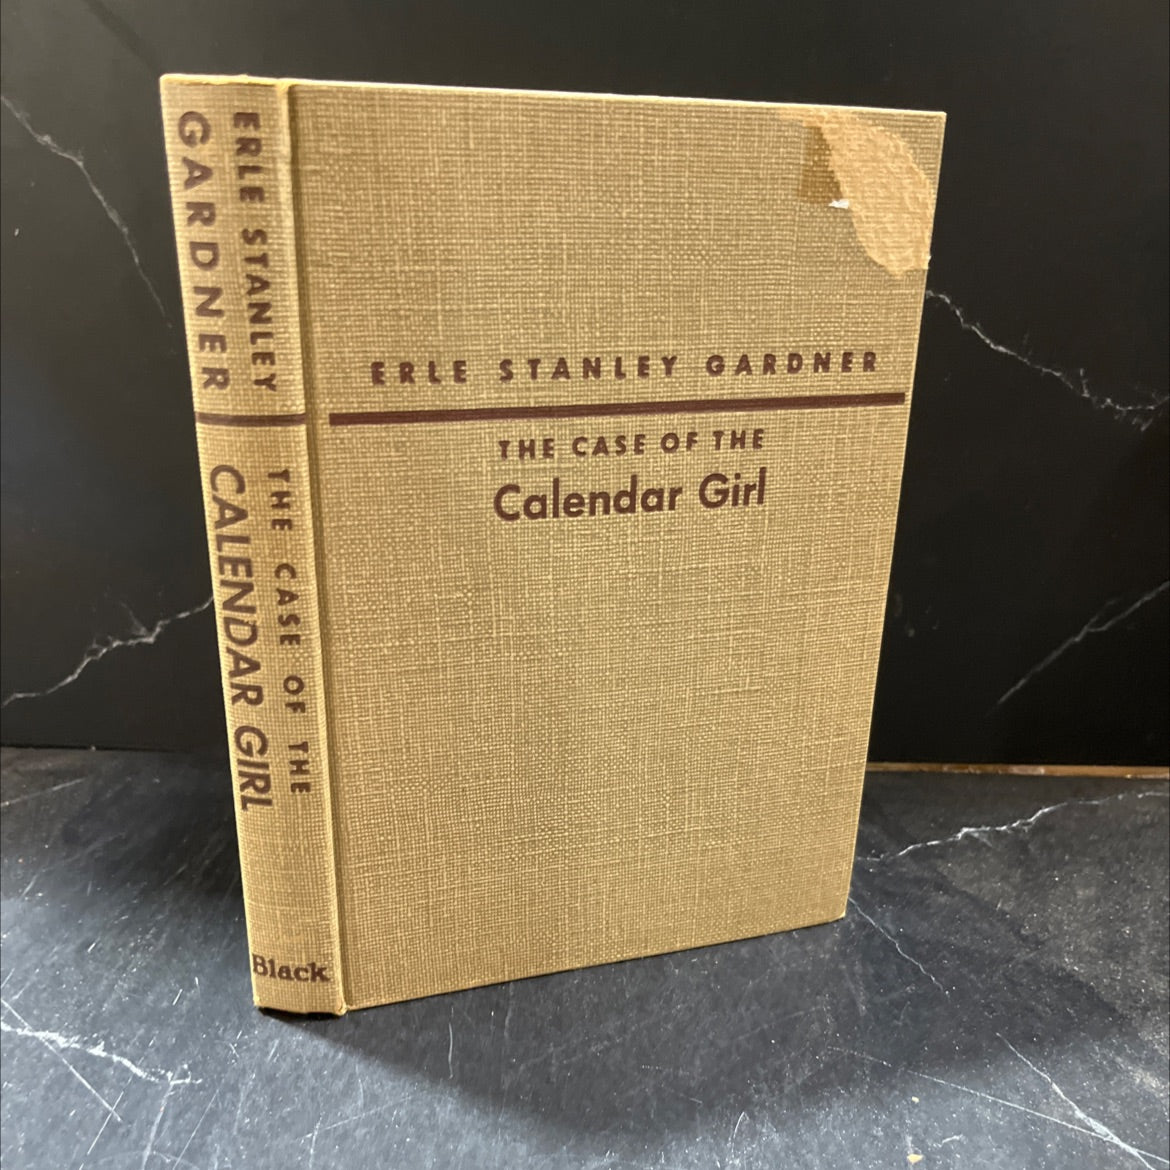 ERLE STANLEY
GARDNER
THE CASE OF THE
CALENDAR GIRL
Black
ERLE STANLEY GARDNER
THE CASE OF THE
Calendar Girl